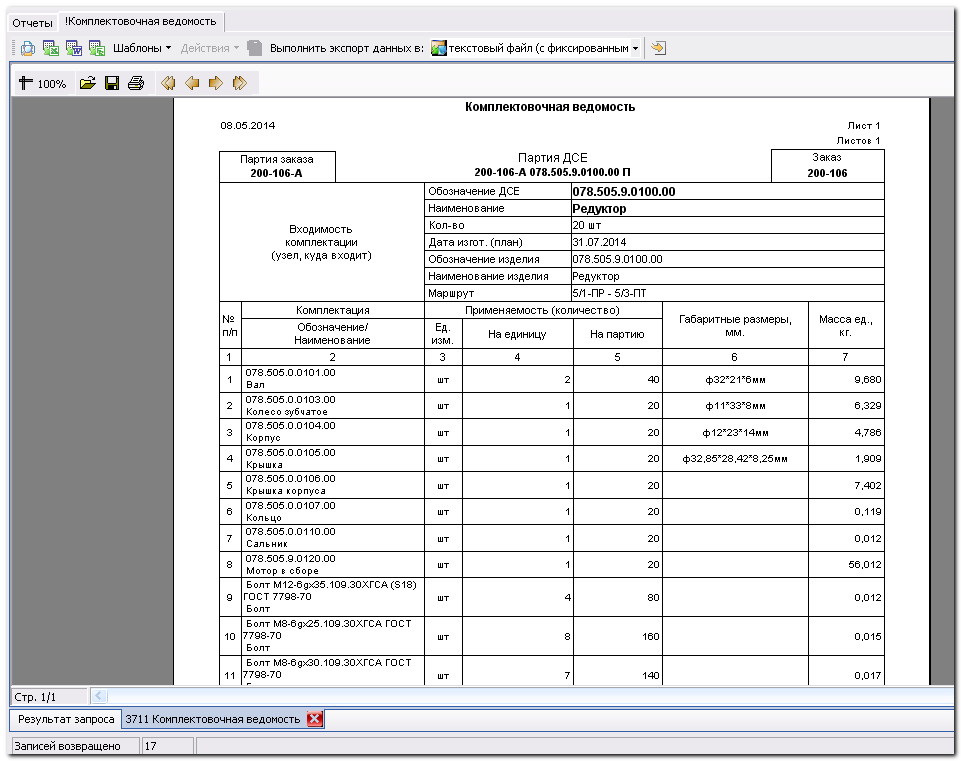 Отчеты !Комплектовочная ведомость
Шаблоны Действия Выполнить экспорт данных в: текстовый файл (с фиксированным
100%
Комплектовочная ведомость
08.05.2014 Лист 1
Листов 1
Партия заказа Партия ДСЕ Заказ
200-106-А 200-106-А 078.505.9.0100.00 П 200-106
Обозначение ДСЕ 078.505.9.0100.00
Наименование Редуктор
Кол-во 20 шт
Дата изгот. (план) 31.07.2014
Обозначение изделия 078.505.9.0100.00
Наименование изделия Редуктор
Маршрут 5/1-ПР - 5/3-ПТ
Входимость
комплектации
(узел, куда входит)
№
п/п
Комплектация Применяемость (количество) Габаритные размеры,
мм.
Масса ед.,
кг.
Обозначение/
Наименование
Ед.
изм.
На единицу На партию
1 2 3 4 5 6 7
1 078.505.0.0101.00
Вал
шт 2 40 ф32*21*6мм 9,680
2 078.505.0.0103.00
Колесо зубчатое
шт 1 20 ф11*33*8мм 6,329
3 078.505.0.0104.00
Корпус
шт 1 20 ф12*23*14мм 4,786
4 078.505.0.0105.00
Крышка
шт 1 20 ф32,85*28,42*8,25мм 1,909
5 078.505.0.0106.00
Крышка корпуса
шт 1 20 7,402
6 078.505.0.0107.00
Кольцо
шт 1 20 0,119
7 078.505.0.0110.00
Сальник
шт 1 20 0,012
8 078.505.9.0120.00
Мотор в сборе
шт 1 20 56,012
9 Болт М12-6gх35.109.30ХГСА (S18)
ГОСТ 7798-70
Болт
шт 4 80 0,012
10 Болт М8-6gх25.109.30ХГСА ГОСТ
7798-70
Болт
шт 8 160 0,015
11 Болт М8-6gх30.109.30ХГСА ГОСТ
7798-70
шт 7 140 0,017
Стр. 1/1
Результат запроса 3711 Комплектовочная ведомость
Записей возвращено 17